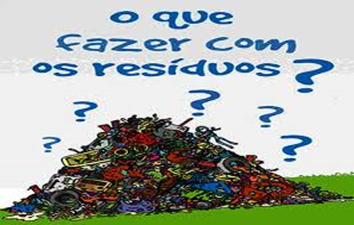 o que
fazer com
os resíduos?
? ? ? ? ?